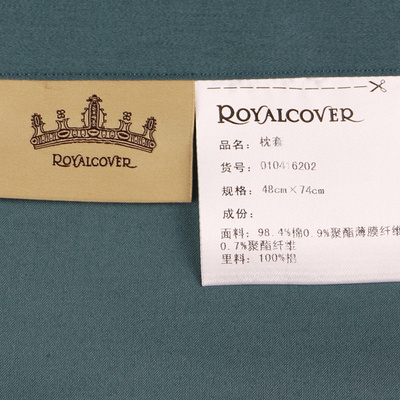 ROYALCOVER
ROYALCOVER
品名: 枕套
货号: 010416202
规格: 48cm×74cm
成份:
面料: 98.4%棉0.9%聚酯薄膜纤维
0.7%聚酯纤维
里料: 100%棉